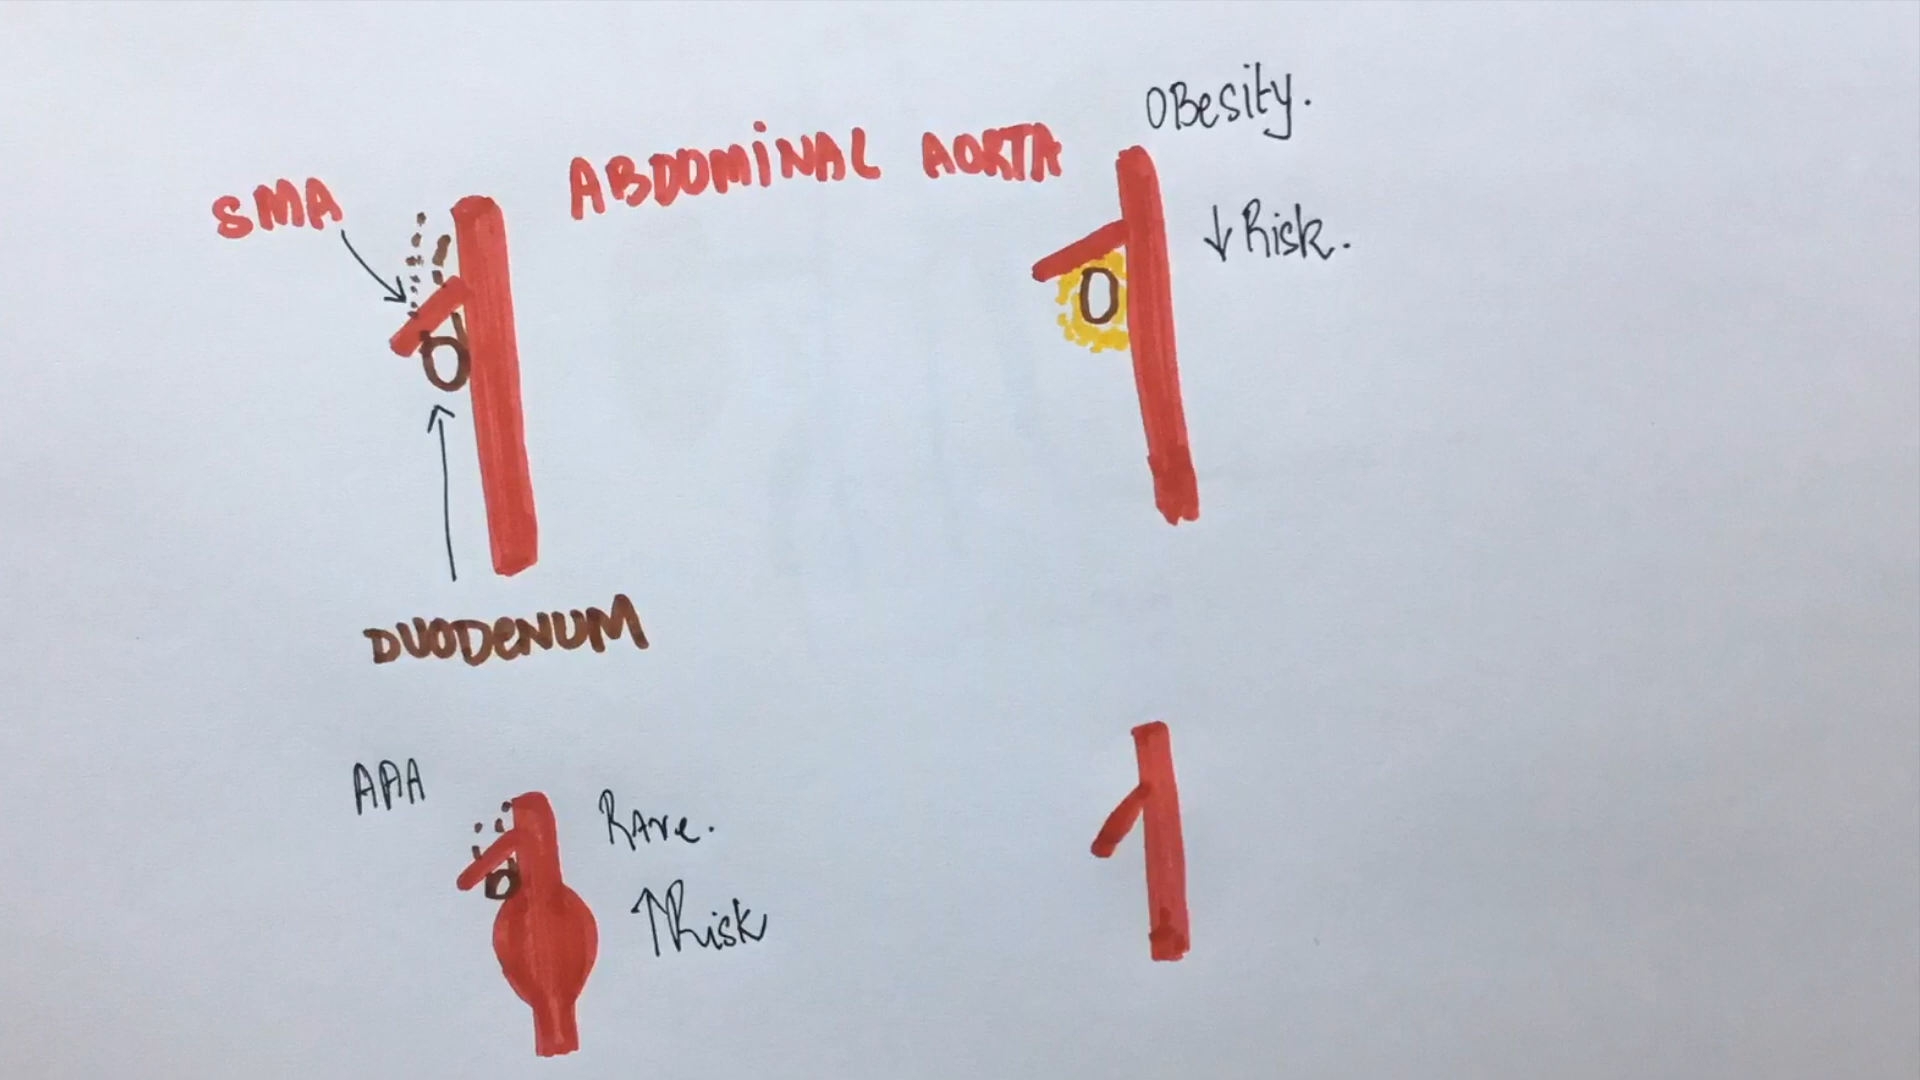 OBesity.
ABDOMINAL AORTA
SMA
↓ Risk.
DUODENUM
AAA
RAre.
↑ Risk